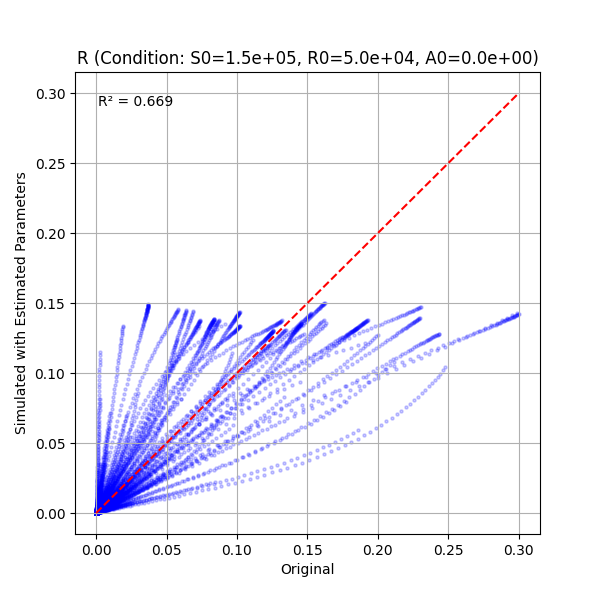 R (Condition: S0=1.5e+05, R0=5.0e+04, A0=0.0e+00)
0.30
R² = 0.669
0.25
0.20
0.15
0.10
0.05
0.00
Simulated with Estimated Parameters
0.00 0.05 0.10 0.15 0.20 0.25 0.30
Original